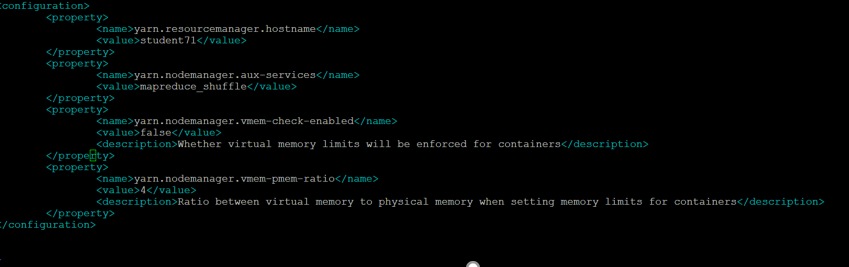 <configuration>
<property>
<name>yarn.resourcemanager.hostname</name>
<value>student71</value>
</property>
<property>
<name>yarn.nodemanager.aux-services</name>
<value>mapreduce_shuffle</value>
</property>
<property>
<name>yarn.nodemanager.vmem-check-enabled</name>
<value>false</value>
<description>Whether virtual memory limits will be enforced for containers</description>
</property>
<property>
<name>yarn.nodemanager.vmem-pmem-ratio</name>
<value>4</value>
<description>Ratio between virtual memory to physical memory when setting memory limits for containers</description>
</property>
</configuration>